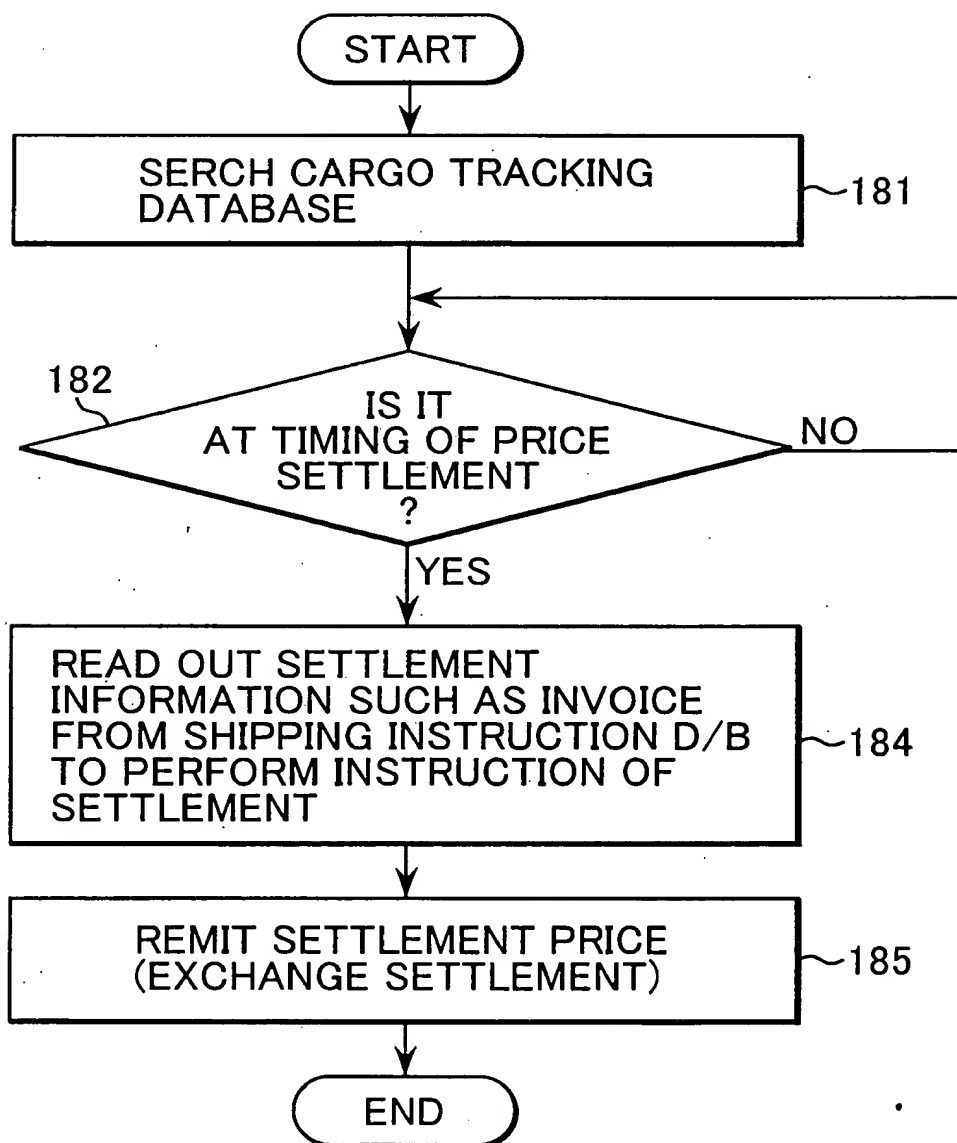 START
SERCH CARGO TRACKING
DATABASE
181
182
IS IT
AT TIMING OF PRICE
SETTLEMENT
?
NO
YES
READ OUT SETTLEMENT
INFORMATION SUCH AS INVOICE
FROM SHIPPING INSTRUCTION D/B
TO PERFORM INSTRUCTION OF
SETTLEMENT
184
REMIT SETTLEMENT PRICE
(EXCHANGE SETTLEMENT)
185
END